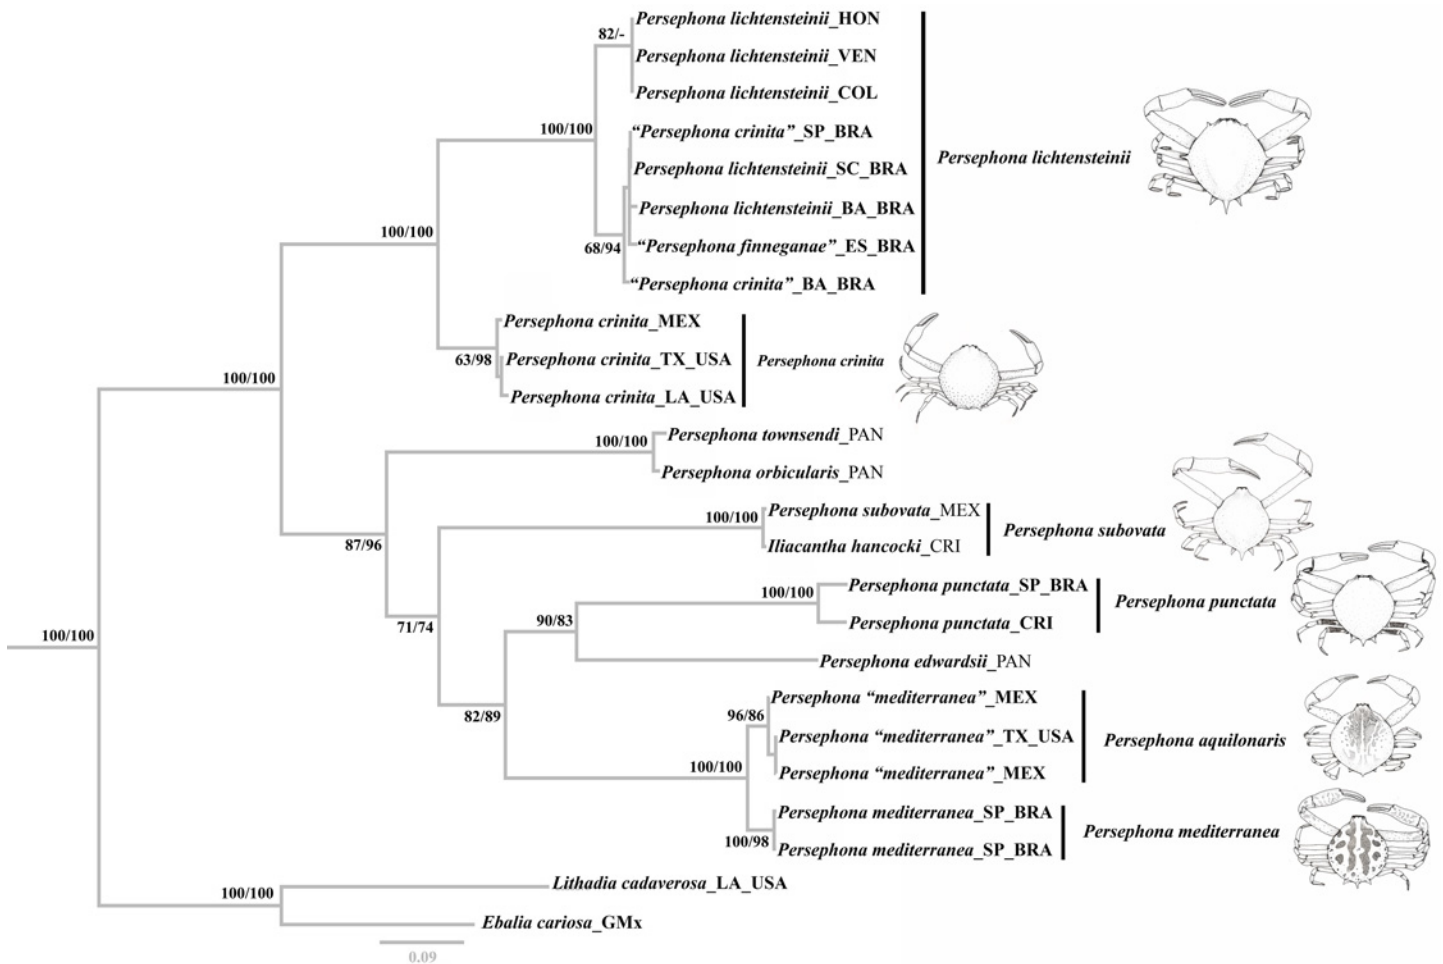 Persephona lichtensteinii_HON
82/-
Persephona lichtensteinii_VEN
Persephona lichtensteinii_COL
100/100
“Persephona crinita”_SP_BRA
Persephona lichtensteinii
Persephona lichtensteinii_SC_BRA
Persephona lichtensteinii_BA_BRA
100/100
68/94
“Persephona finneganae”_ES_BRA
“Persephona crinita”_BA_BRA
Persephona crinita_MEX
63/98
Persephona crinita_TX_USA
Persephona crinita
100/100
Persephona crinita_LA_USA
100/100
Persephona townsendi_PAN
Persephona orbicularis_PAN
100/100
Persephona subovata_MEX
Persephona subovata
87/96
Iliacantha hancocki_CRI
100/100
Persephona punctata_SP_BRA
Persephona punctata
71/74
90/83
Persephona punctata_CRI
100/100
Persephona edwardsii_PAN
82/89
96/86
Persephona “mediterranea”_MEX
Persephona “mediterranea”_TX_USA
Persephona aquilonaris
100/100
Persephona “mediterranea”_MEX
Persephona mediterranea_SP_BRA
Persephona mediterranea
100/98
Persephona mediterranea_SP_BRA
100/100
Lithadia cadaverosa_LA_USA
Ebalia cariosa_GMx
0.09